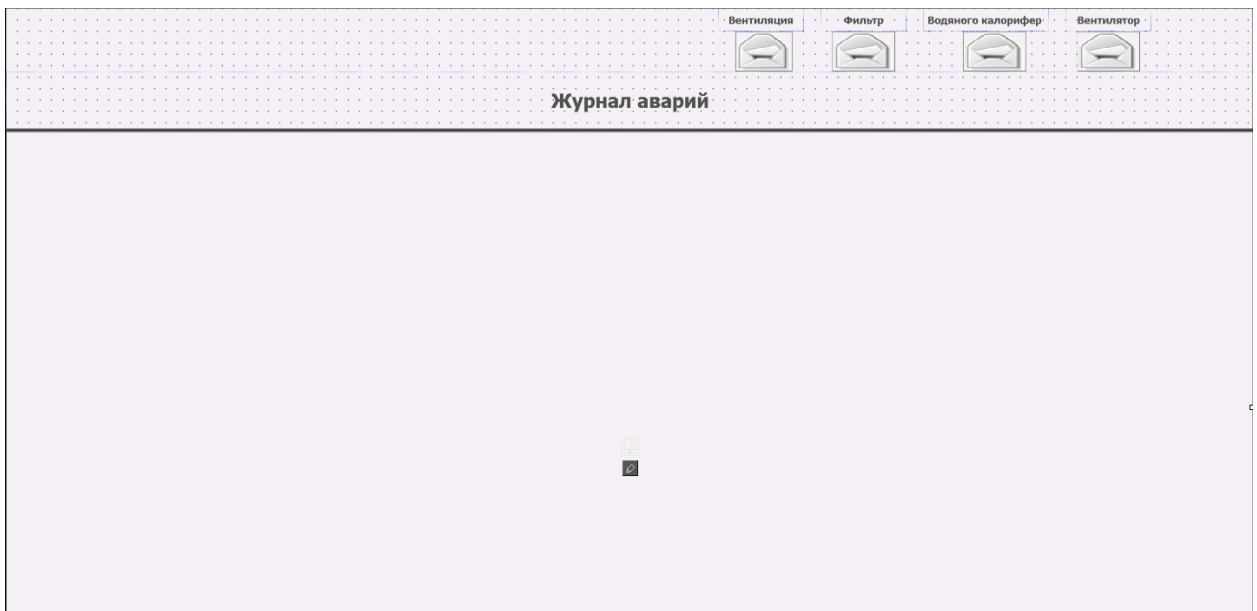 Вентиляция
Фильтр
Водяного калорифер
Вентилятор
Журнал аварий